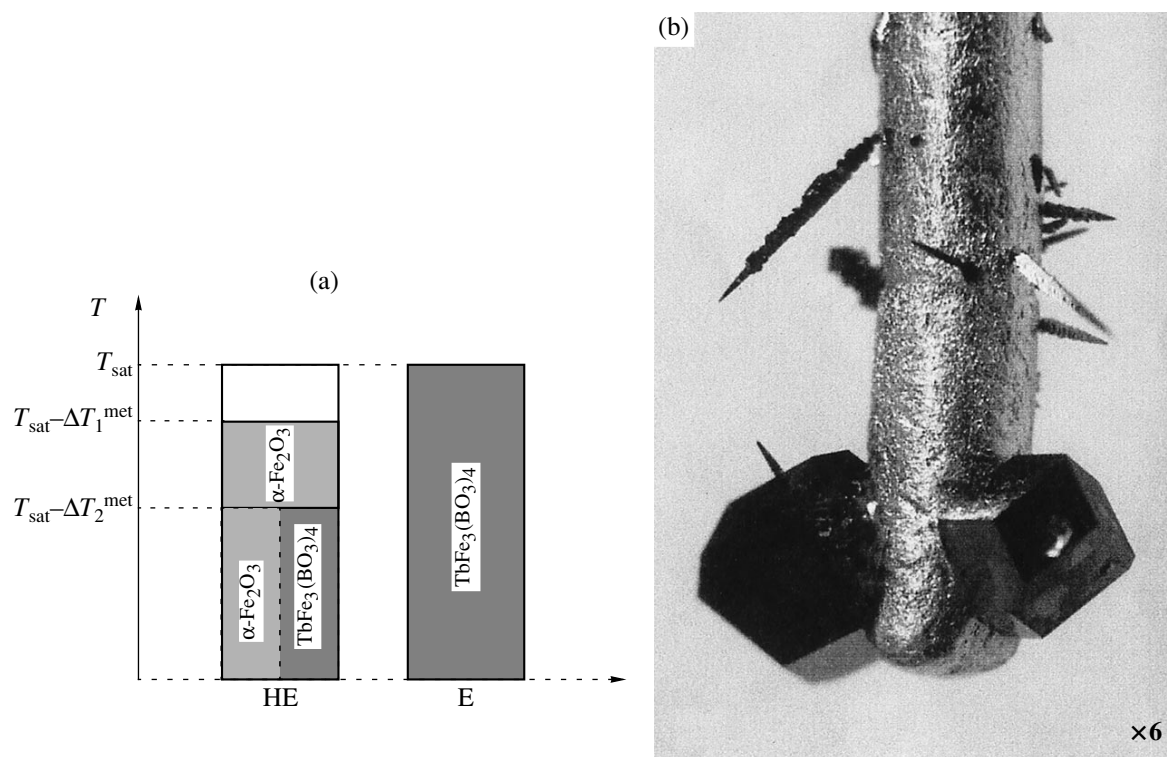 (a)
T
T_sat
T_sat–ΔT_1^met
T_sat–ΔT_2^met
α-Fe2O3
α-Fe2O3
TbFe3(BO3)4
TbFe3(BO3)4
HE
E
(b)
×6